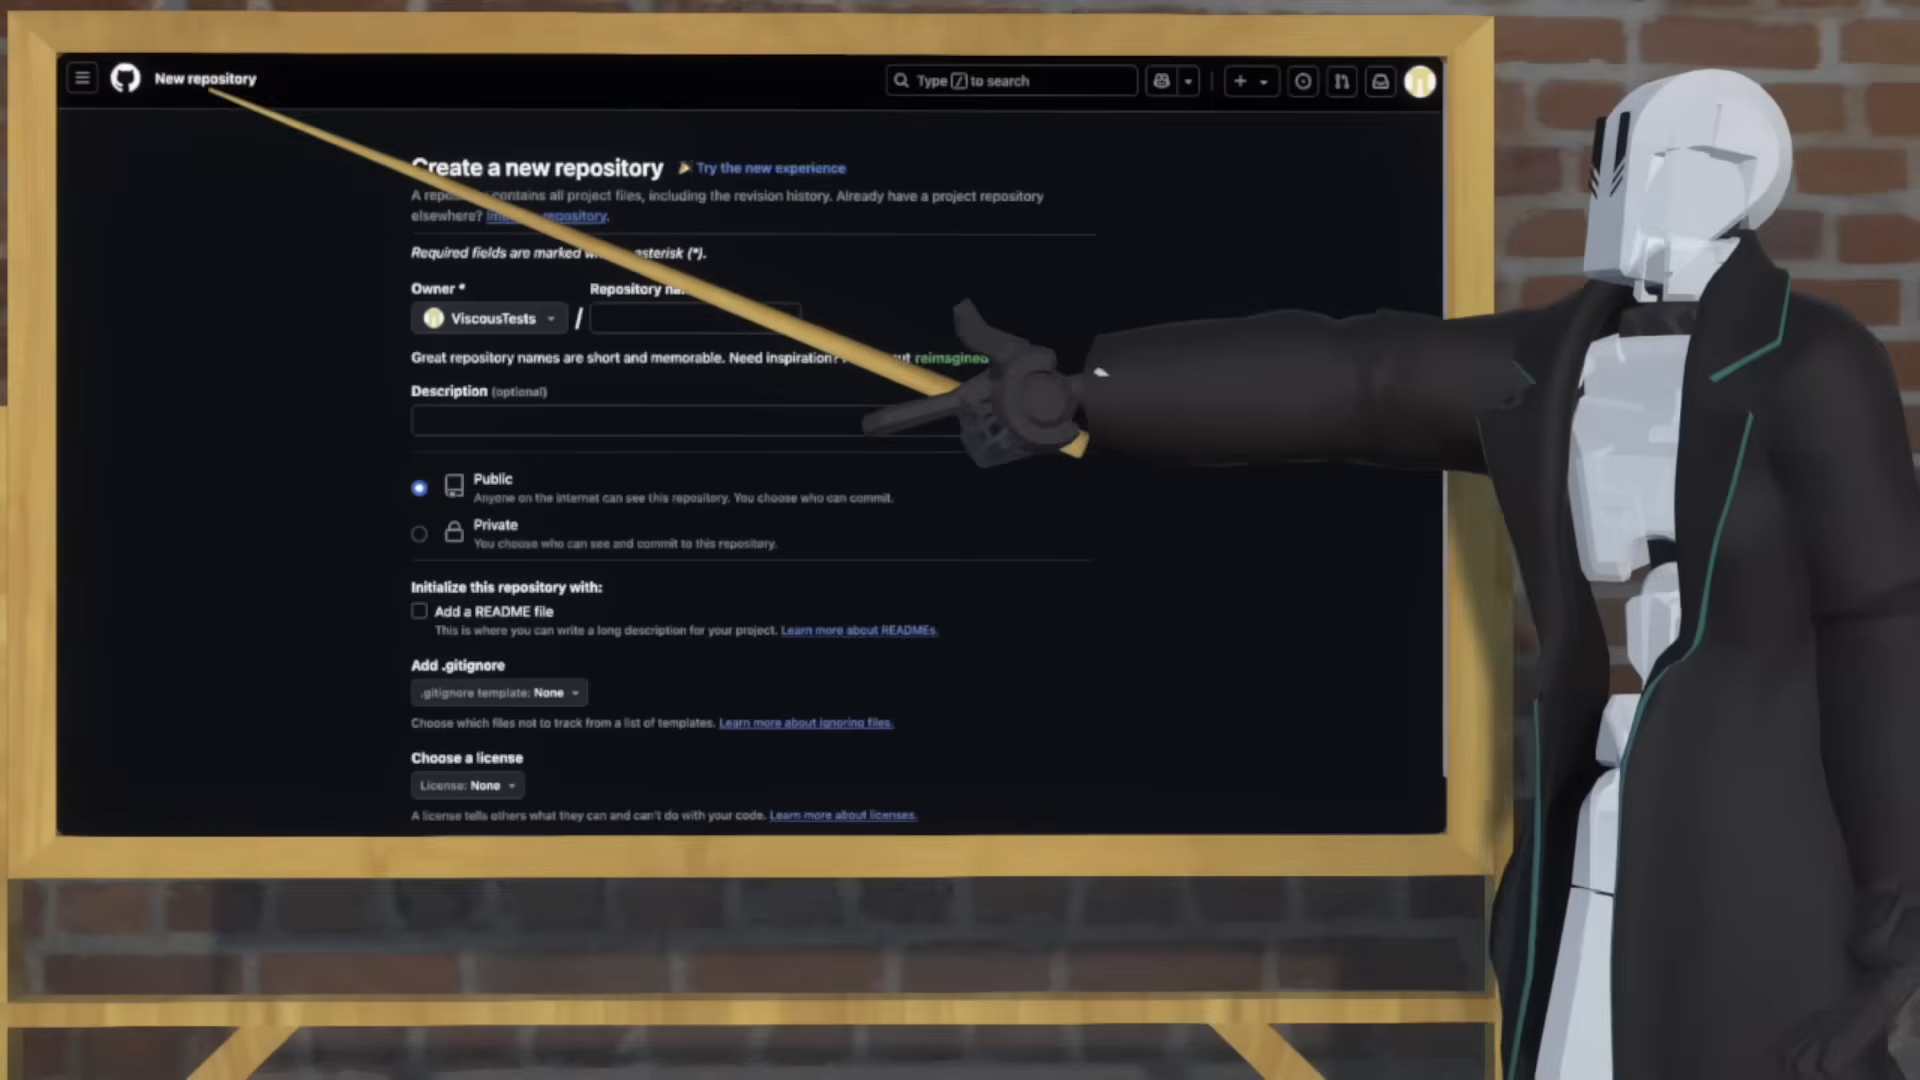 New repository
Type / to search
Create a new repository Try the new experience
A contains all project files, including the revision history. Already have a project repository
elsewhere? repository.
Required fields are marked asterisk (*).
Owner * Repository
ViscousTests /
Great repository names are short and memorable. Need inspiration? reimagined
Description (optional)
Public
Anyone on the internet can see this repository. You choose who can commit.
Private
You choose who can see and commit to this repository.
Initialize this repository with:
Add a README file
This is where you can write a long description for your project. Learn more about READMEs.
Add .gitignore
.gitignore template: None
Choose which files not to track from a list of templates. Learn more about ignoring files.
Choose a license
License: None
A license tells others what they can and can't do with your code. Learn more about licenses.